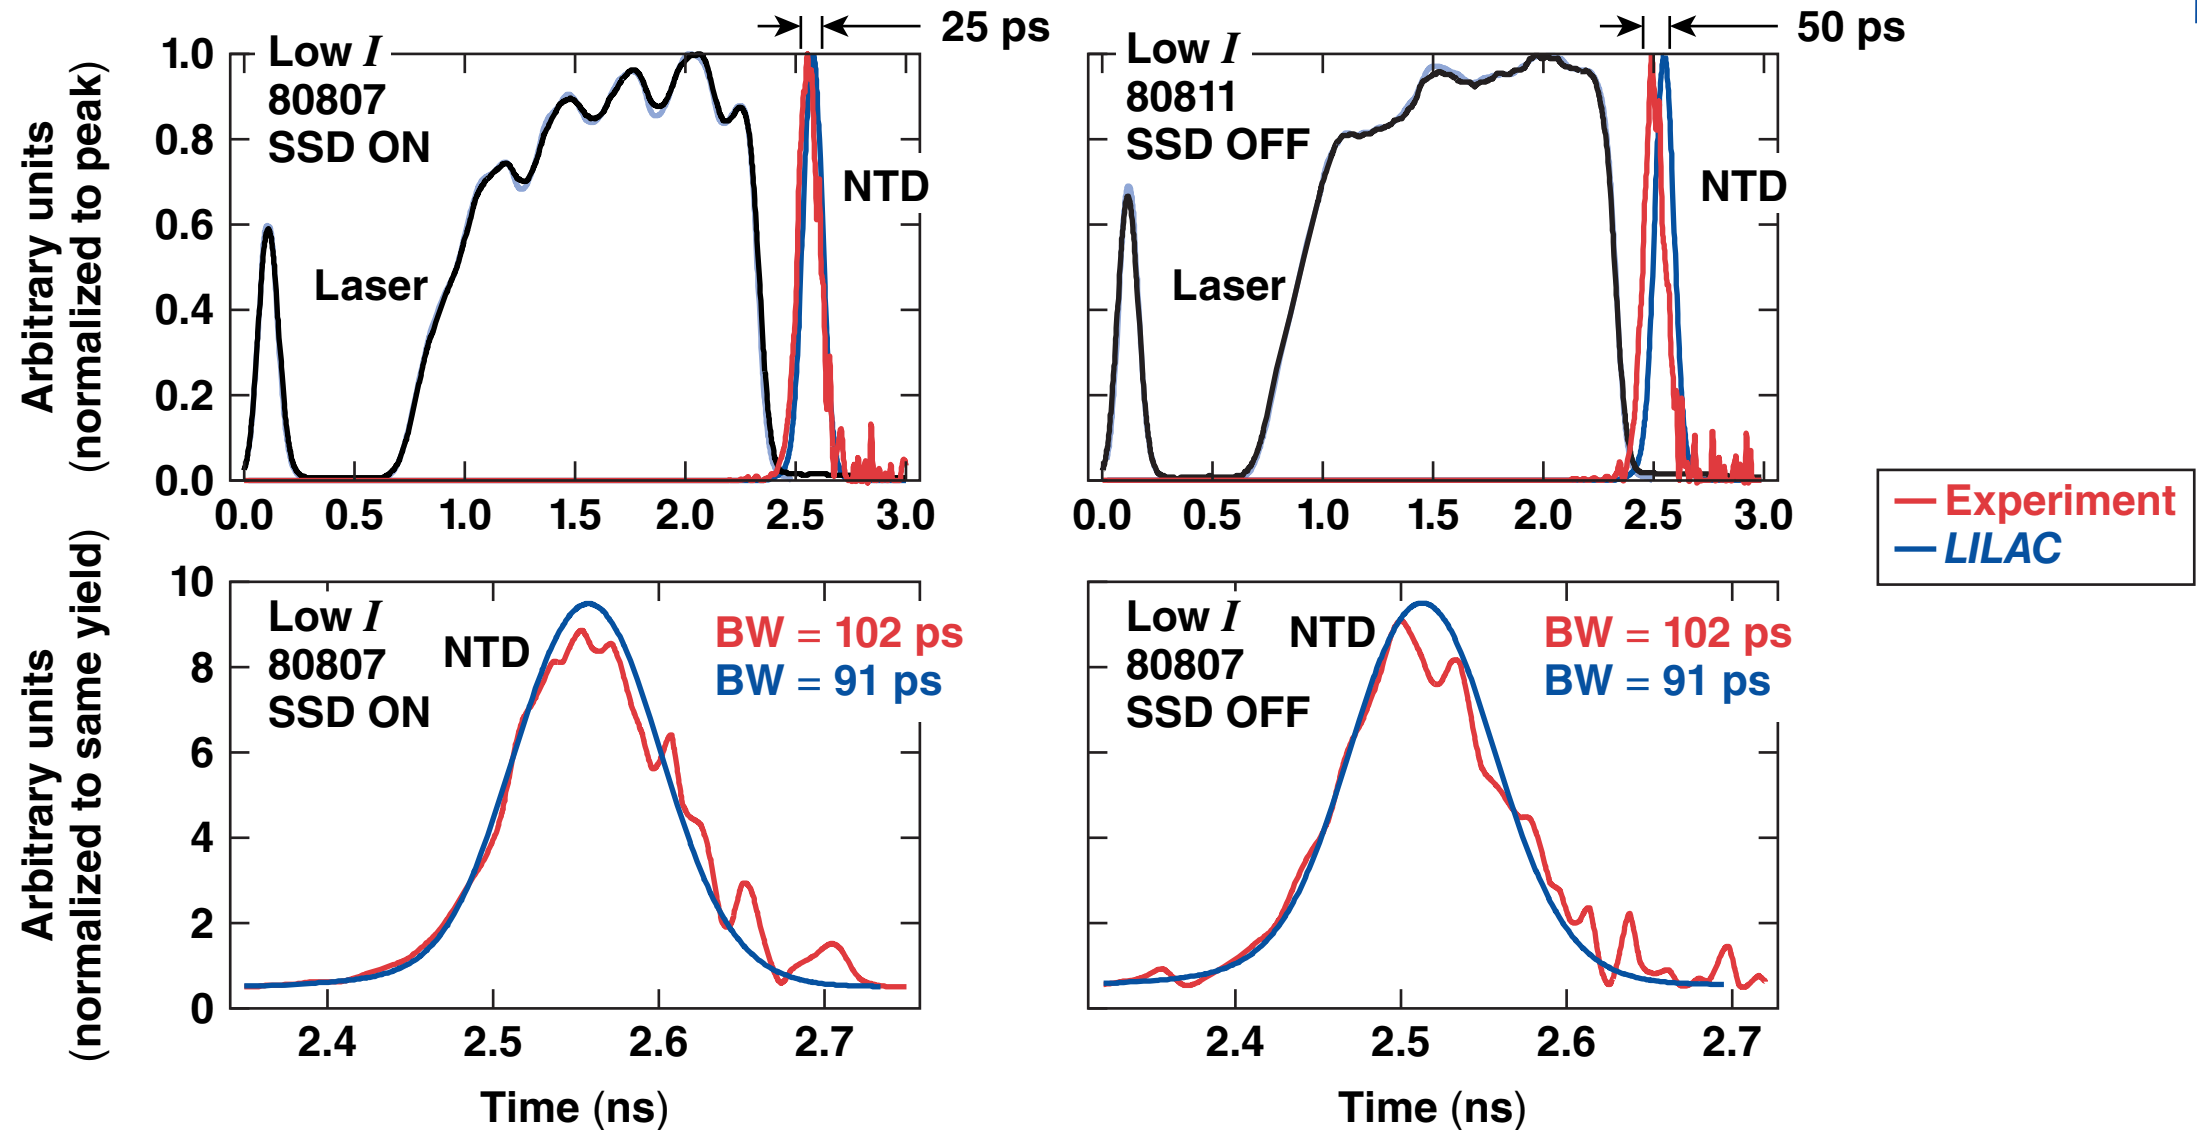 25 ps
50 ps
Arbitrary units
(normalized to peak)
1.0
0.8
0.6
0.4
0.2
0.0
Low I
80807
SSD ON
Laser
NTD
0.0 0.5 1.0 1.5 2.0 2.5 3.0
Low I
80811
SSD OFF
Laser
NTD
0.0 0.5 1.0 1.5 2.0 2.5 3.0
Experiment
LILAC
Arbitrary units
(normalized to same yield)
10
8
6
4
2
0
Low I
80807
SSD ON
NTD
BW = 102 ps
BW = 91 ps
2.4 2.5 2.6 2.7
Time (ns)
Low I
80807
SSD OFF
NTD
BW = 102 ps
BW = 91 ps
2.4 2.5 2.6 2.7
Time (ns)